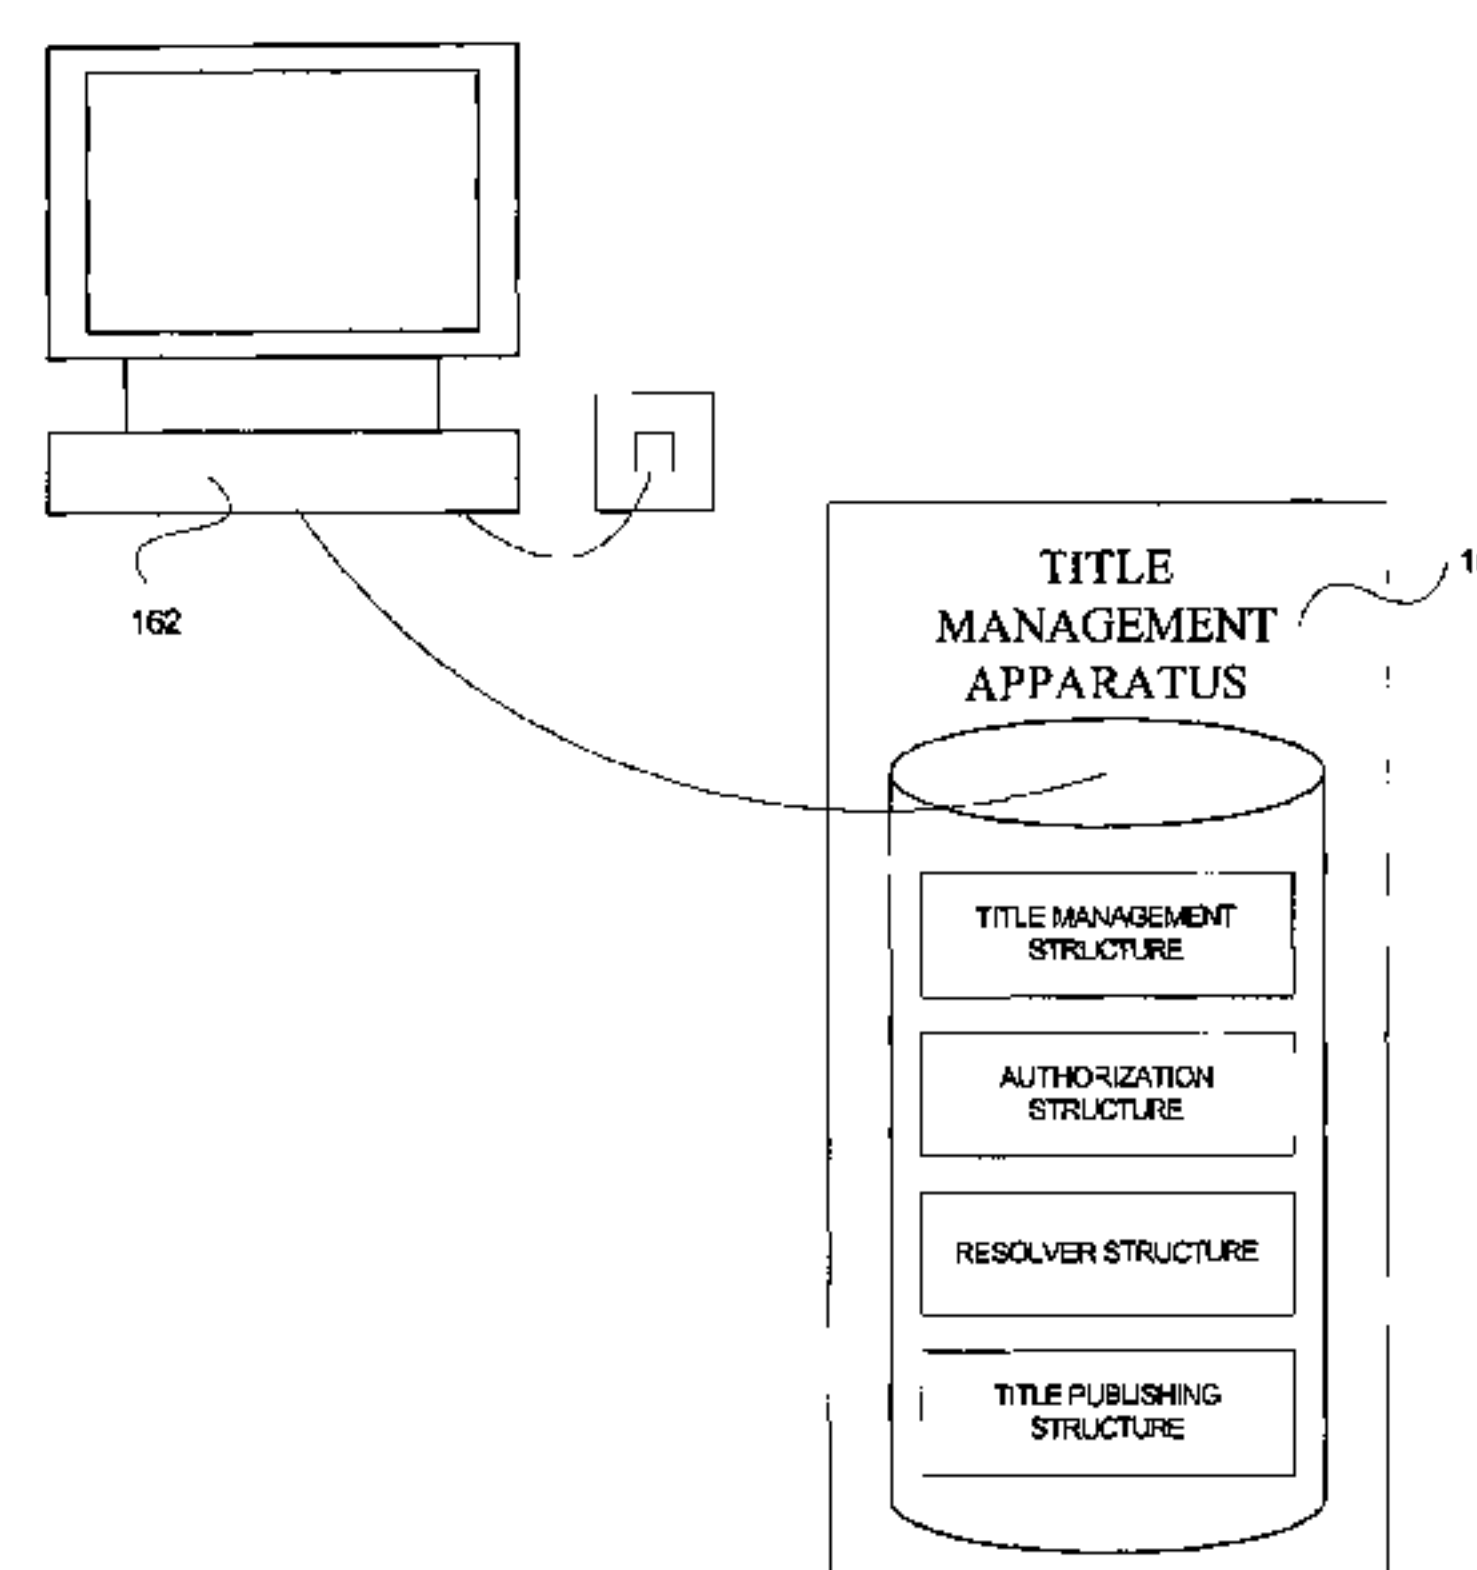 TITLE
MANAGEMENT
APPARATUS
162
TITLE MANAGEMENT
STRUCTURE
AUTHORIZATION
STRUCTURE
RESOLVER STRUCTURE
TITLE PUBLISHING
STRUCTURE